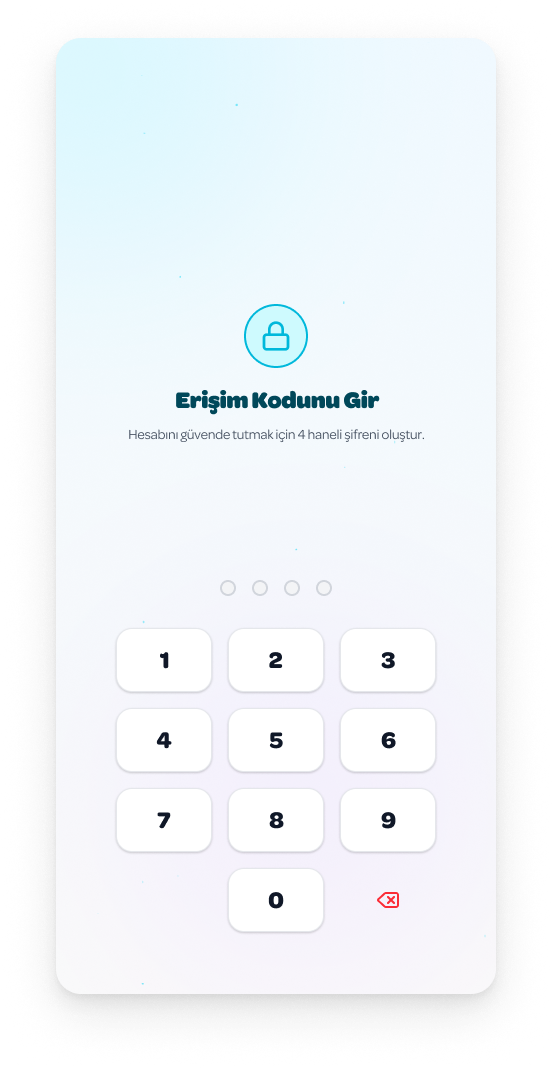 Erişim Kodunu Gir
Hesabını güvende tutmak için 4 haneli şifreni oluştur.
1 2 3
4 5 6
7 8 9
0